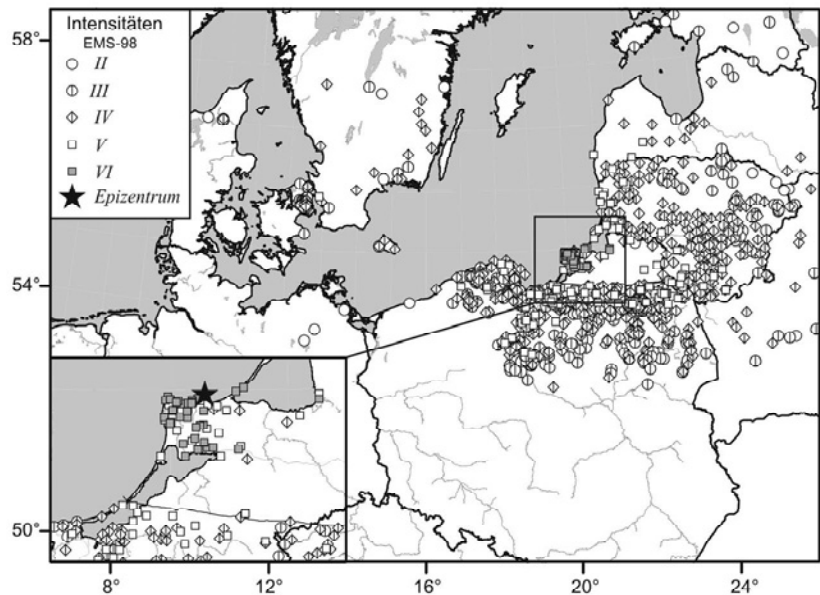 Intensitäten
EMS-98
II
III
IV
V
VI
Epizentrum
58°
54°
50°
8°
12°
16°
20°
24°